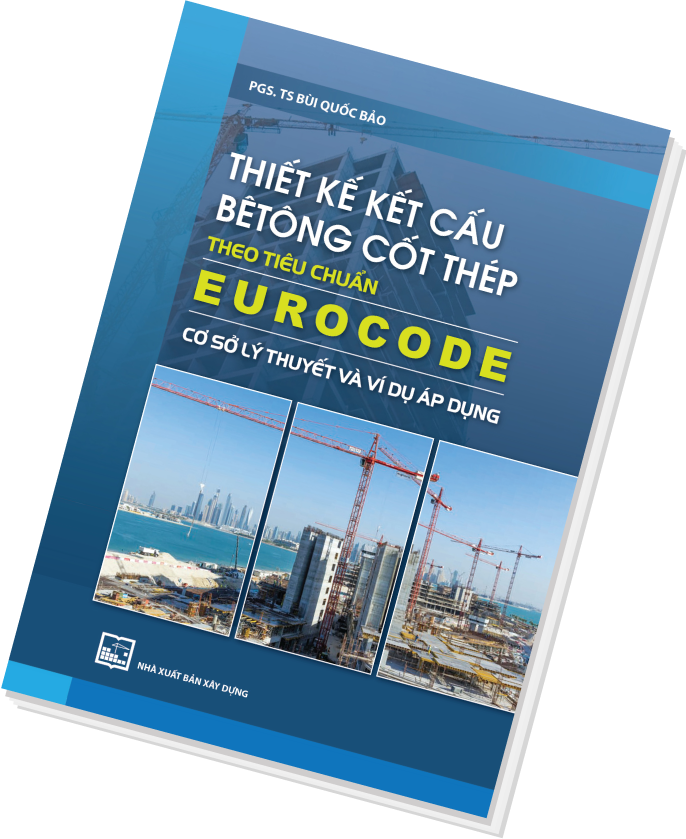 PGS. TS BÙI QUỐC BẢO
THIẾT KẾ KẾT CẤU
BÊTÔNG CỐT THÉP
THEO TIÊU CHUẨN
EUROCODE
CƠ SỞ LÝ THUYẾT VÀ VÍ DỤ ÁP DỤNG
NHÀ XUẤT BẢN XÂY DỰNG